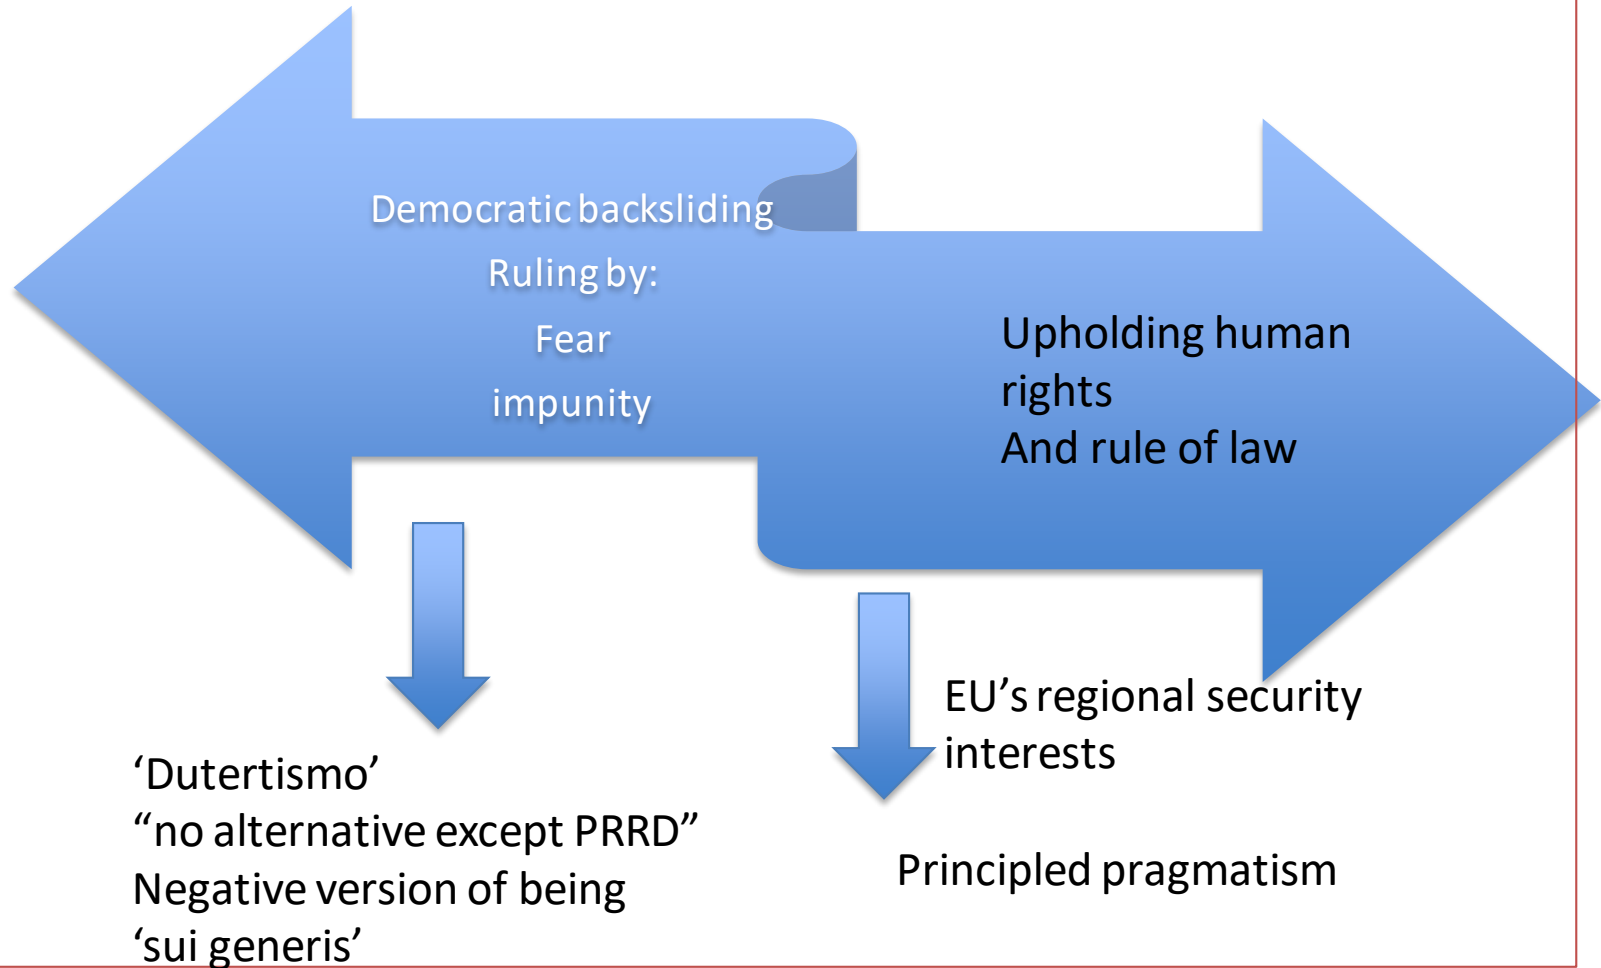 Democratic backsliding
Ruling by:
Fear
impunity
Upholding human
rights
And rule of law
‘Dutertismo’
“no alternative except PRRD”
Negative version of being
‘sui generis’
EU’s regional security
interests
Principled pragmatism